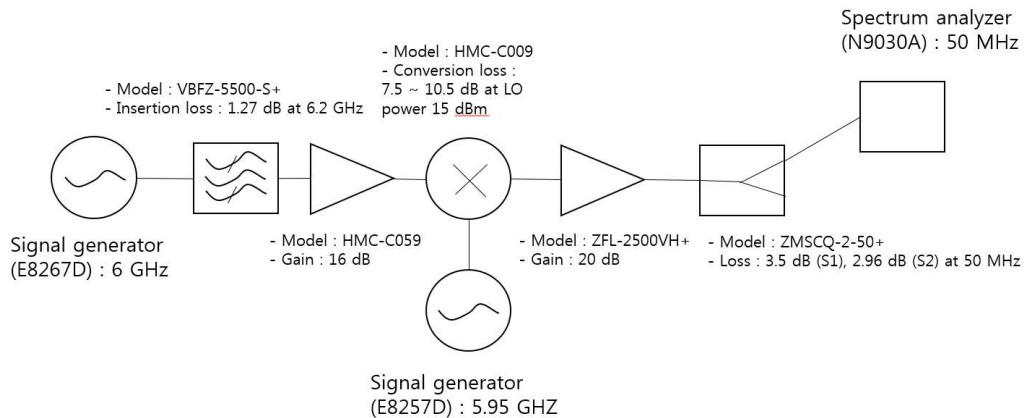 Spectrum analyzer
(N9030A) : 50 MHz
- Model : HMC-C009
- Conversion loss :
7.5 ~ 10.5 dB at LO
power 15 dBm
- Model : VBFZ-5500-S+
- Insertion loss : 1.27 dB at 6.2 GHz
Signal generator
(E8267D) : 6 GHz
- Model : HMC-C059
- Gain : 16 dB
- Model : ZFL-2500VH+
- Gain : 20 dB
- Model : ZMSCQ-2-50+
- Loss : 3.5 dB (S1), 2.96 dB (S2) at 50 MHz
Signal generator
(E8257D) : 5.95 GHZ